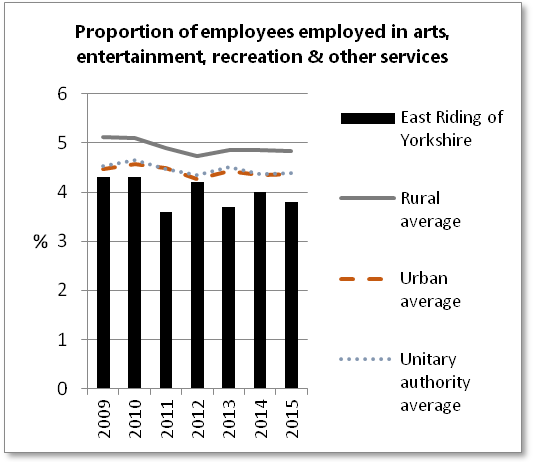 Proportion of employees employed in arts,
entertainment, recreation & other services
6
5
4
3
2
1
0
%
2009
2010
2011
2012
2013
2014
2015
East Riding of
Yorkshire
Rural
average
Urban
average
Unitary
authority
average